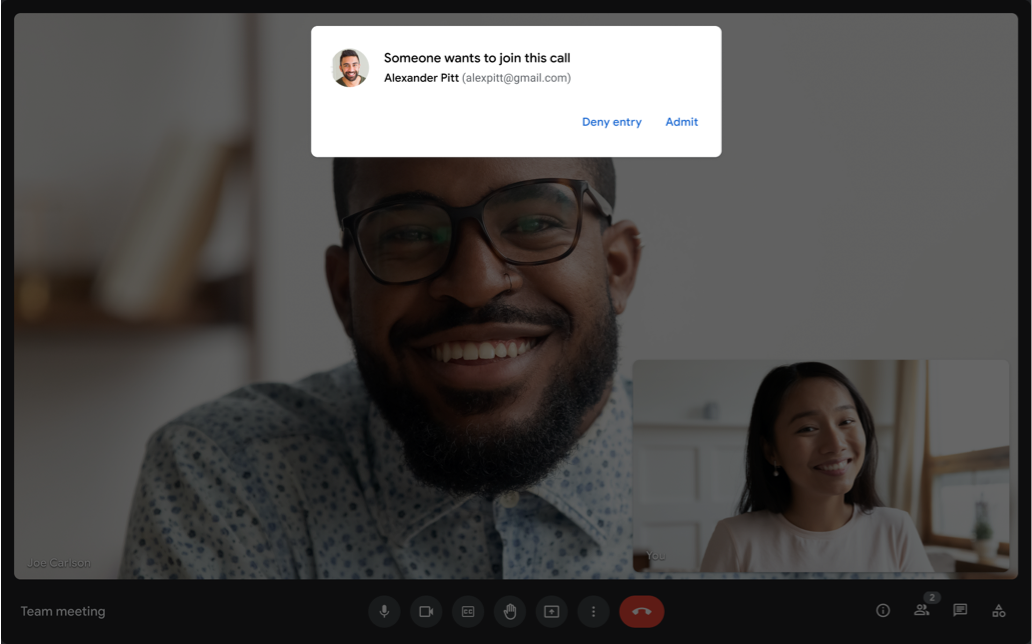 Someone wants to join this call
Alexander Pitt (alexpitt@gmail.com)
Deny entry
Admit
Joe Carlson
You
Team meeting
CC
2